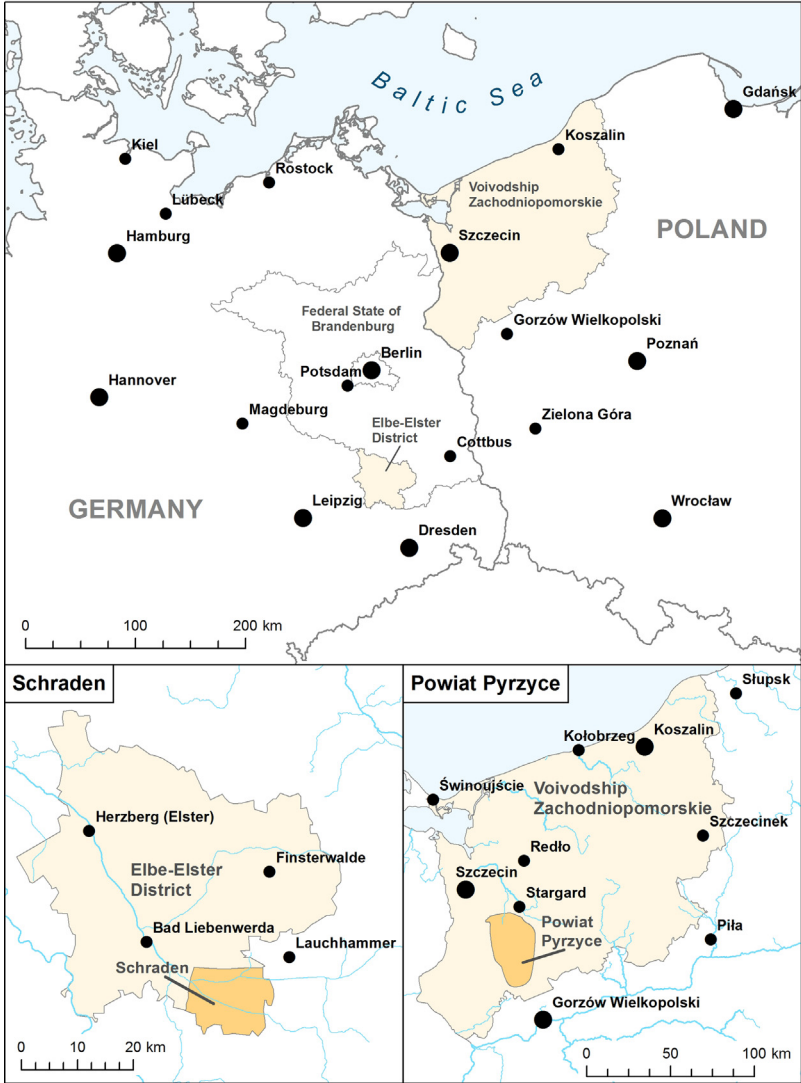 Baltic Sea
Gdańsk
Koszalin
Kiel
Rostock
Voivodship
Zachodniopomorskie
Lübeck
Hamburg
Szczecin
POLAND
Federal State of
Brandenburg
Gorzów Wielkopolski
Berlin
Poznań
Potsdam
Hannover
Magdeburg
Elbe-Elster
District
Zielona Góra
Cottbus
GERMANY
Leipzig
Wrocław
Dresden
0 100 200 km
Schraden
Herzberg (Elster)
Elbe-Elster
District
Finsterwalde
Bad Liebenwerda
Lauchhammer
Schraden
0 10 20 km
Powiat Pyrzyce
Słupsk
Kołobrzeg
Koszalin
Świnoujście
Voivodship
Zachodniopomorskie
Szczecinek
Redło
Szczecin
Stargard
Powiat
Pyrzyce
Piła
Gorzów Wielkopolski
0 50 100 km